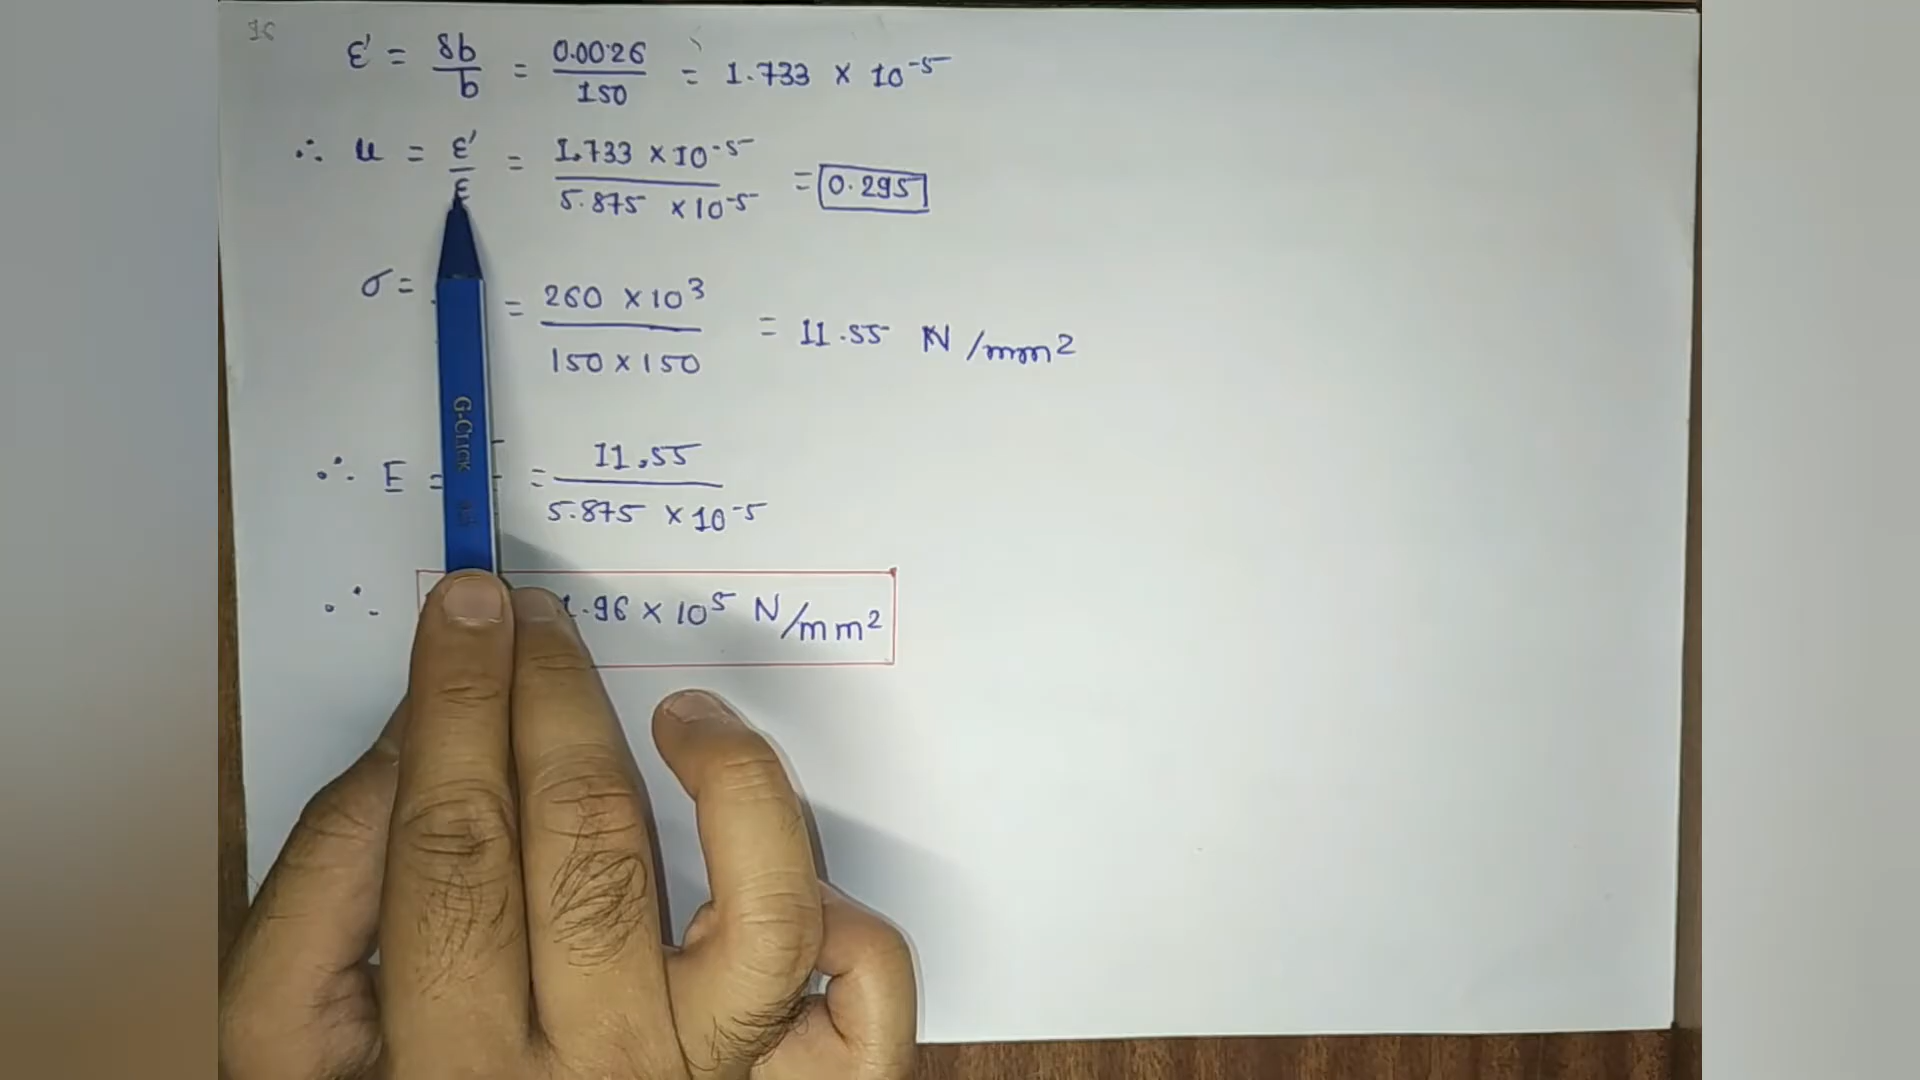 ε' = δb/b = 0.0026/150 = 1.733 × 10⁻⁵
∴ μ = ε'/ε = 1.733 × 10⁻⁵/5.875 × 10⁻⁵ = 0.295
σ = = 260 × 10³/150 × 150 = 11.55 N/mm²
∴ E = = 11.55/5.875 × 10⁻⁵
∴ 1.96 × 10⁵ N/mm²
G-CLICK